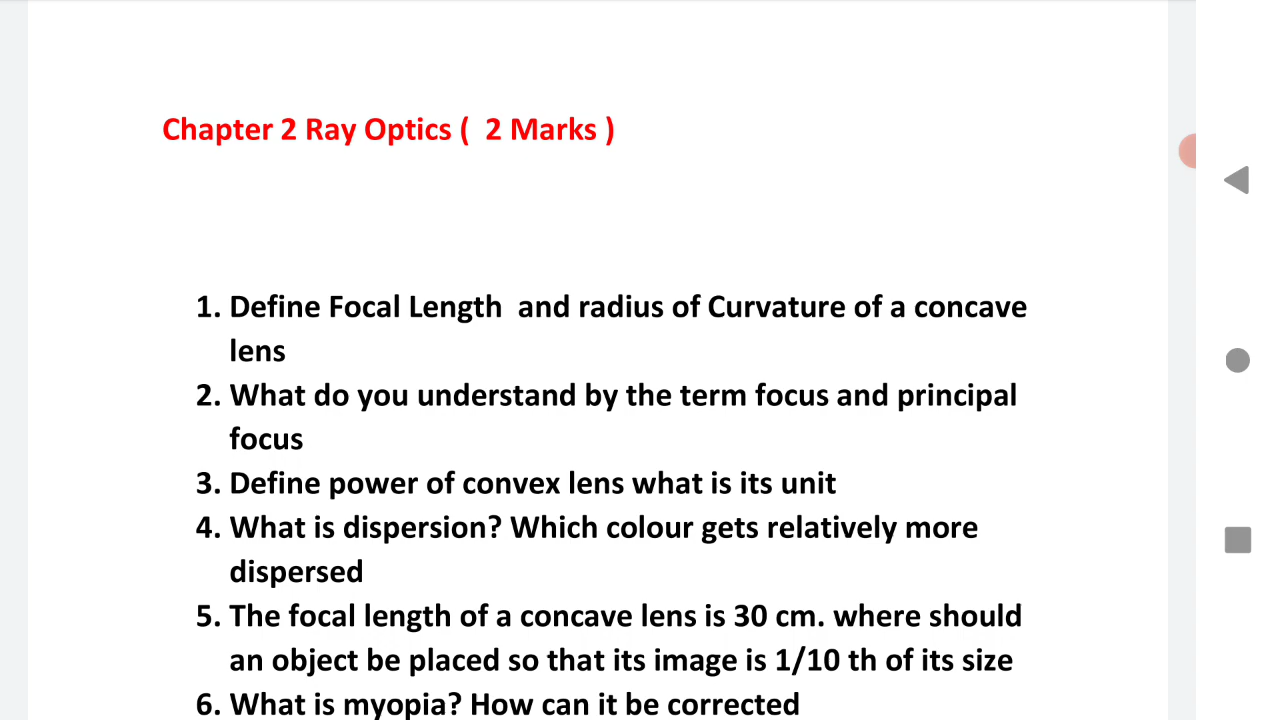 Chapter 2 Ray Optics ( 2 Marks )
1. Define Focal Length and radius of Curvature of a concave
lens
2. What do you understand by the term focus and principal
focus
3. Define power of convex lens what is its unit
4. What is dispersion? Which colour gets relatively more
dispersed
5. The focal length of a concave lens is 30 cm. where should
an object be placed so that its image is 1/10 th of its size
6. What is myopia? How can it be corrected